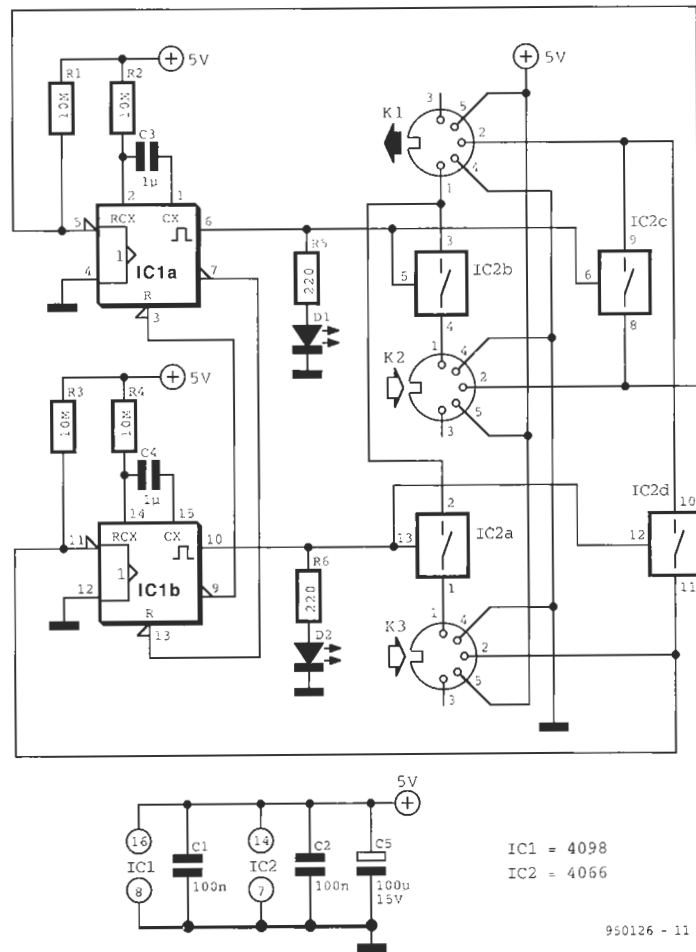 5V
5V
R1
R2
10M
10M
C3
1µ
2
1
RCX
CX
5
1
IC1a
6
4
7
R
3
R5
220
D1
K1
3
5
2
4
1
3
5
IC2b
4
IC2c
9
6
8
K2
1
4
2
5
3
5V
R3
R4
10M
10M
C4
1µ
14
15
RCX
CX
11
1
IC1b
10
12
9
R
13
R6
220
D2
2
13
IC2a
1
IC2d
10
12
11
K3
1
4
2
5
3
5V
16
14
C1
C2
C5
IC1
IC2
100n
100n
100µ
15V
8
7
IC1 = 4098
IC2 = 4066
950126 - 11